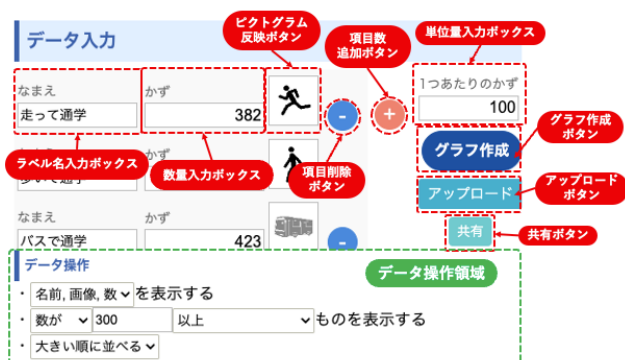 ピクトグラム
反映ボタン
項目数
追加ボタン
単位量入力ボックス
データ入力
なまえ
かず
1つあたりのかず
走って通学
382
-
+
100
グラフ作成
ボタン
グラフ作成
ラベル名入力ボックス
かず
数量入力ボックス
項目削除
ボタン
アップロード
アップロード
ボタン
なまえ
かず
共有
共有ボタン
バスで通学
423
-
データ操作
データ操作領域
・ 名前, 画像, 数 を表示する
・ 数が 300 以上 ものを表示する
・ 大きい順に並べる